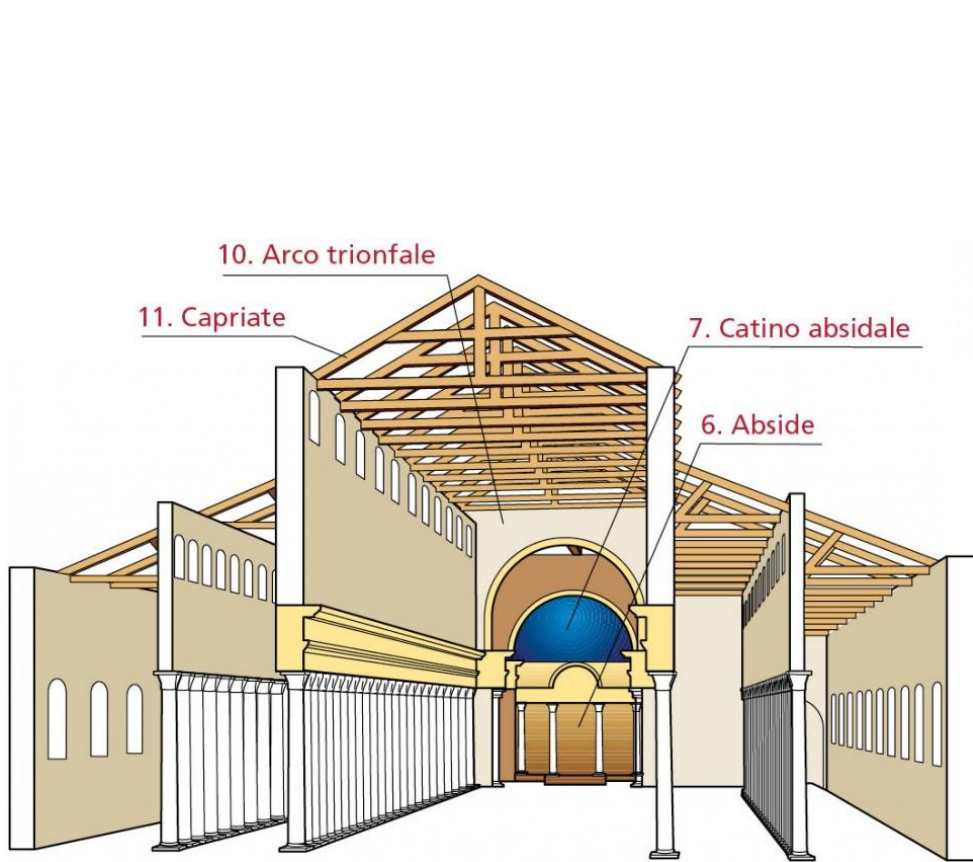 10. Arco trionfale
11. Capriate
7. Catino absidale
6. Abside